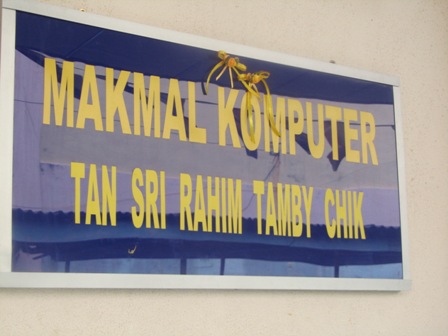 MAKMAL KOMPUTER
TAN SRI RAHIM TAMBY CHIK